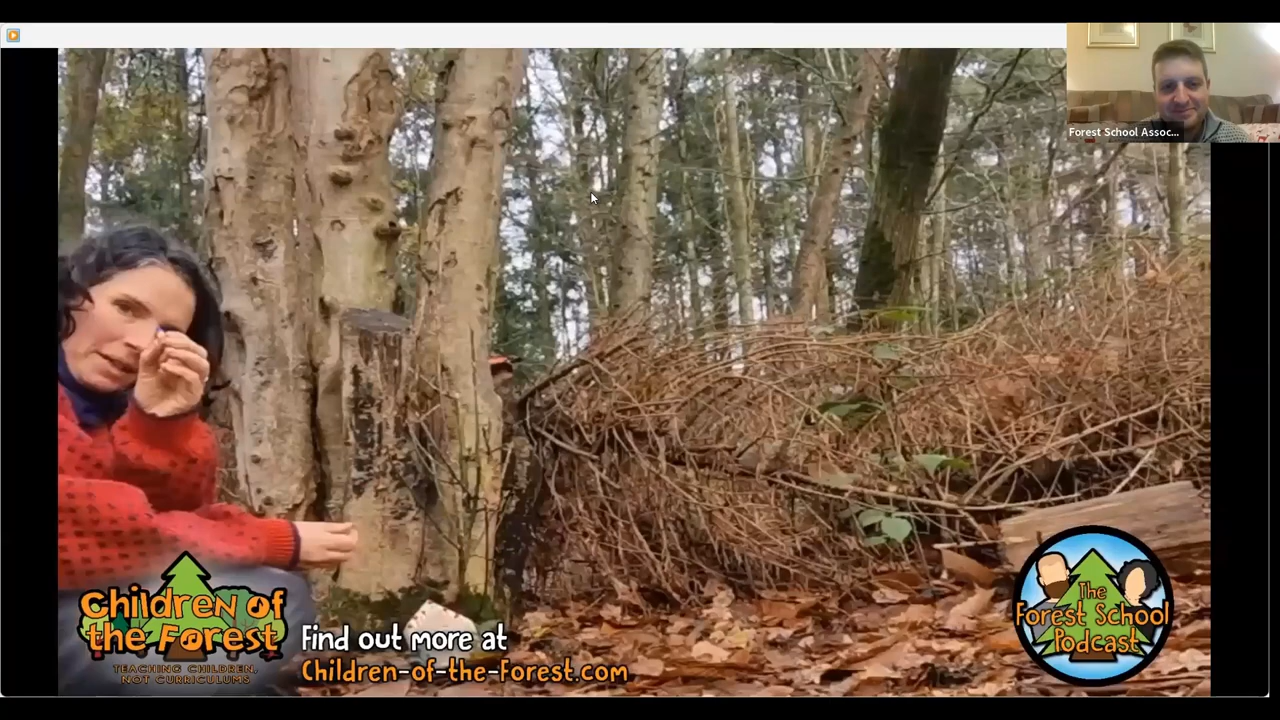 Forest School Assoc...
Children of
the Forest
TEACHING CHILDREN,
NOT CURRICULUMS
Find out more at
Children-of-the-Forest.com
The
Forest School
Podcast